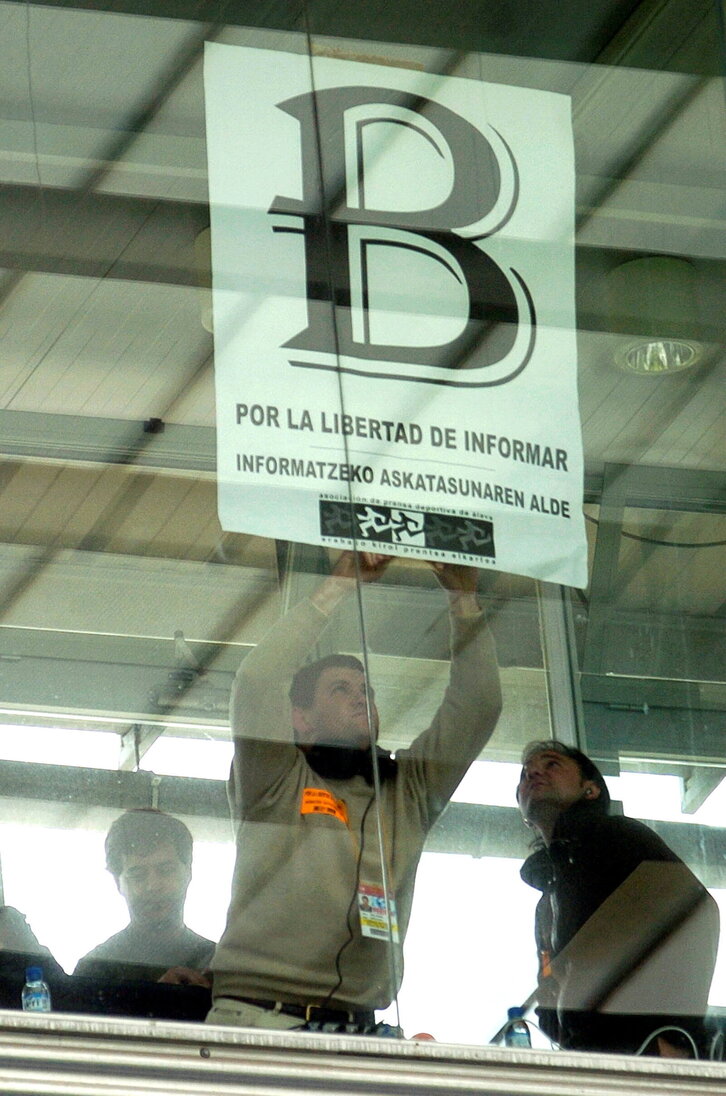 B
POR LA LIBERTAD DE INFORMAR
INFORMATZEKO ASKATASUNAREN ALDE
asociación de prensa deportiva de álava
arabako kirol prentsa elkartea